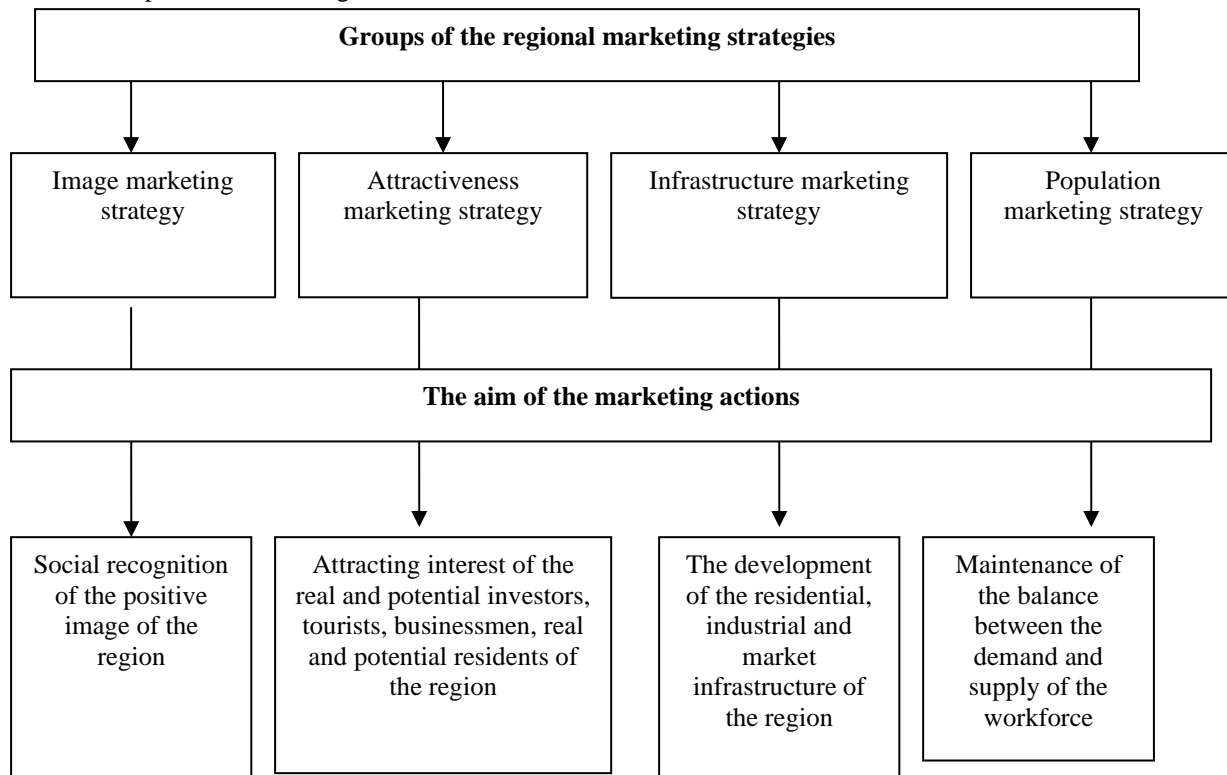 Groups of the regional marketing strategies
Image marketing
strategy
Attractiveness
marketing strategy
Infrastructure marketing
strategy
Population
marketing strategy
The aim of the marketing actions
Social recognition
of the positive
image of the
region
Attracting interest of the
real and potential investors,
tourists, businessmen, real
and potential residents of
the region
The development
of the residential,
industrial and
market
infrastructure of
the region
Maintenance of
the balance
between the
demand and
supply of the
workforce